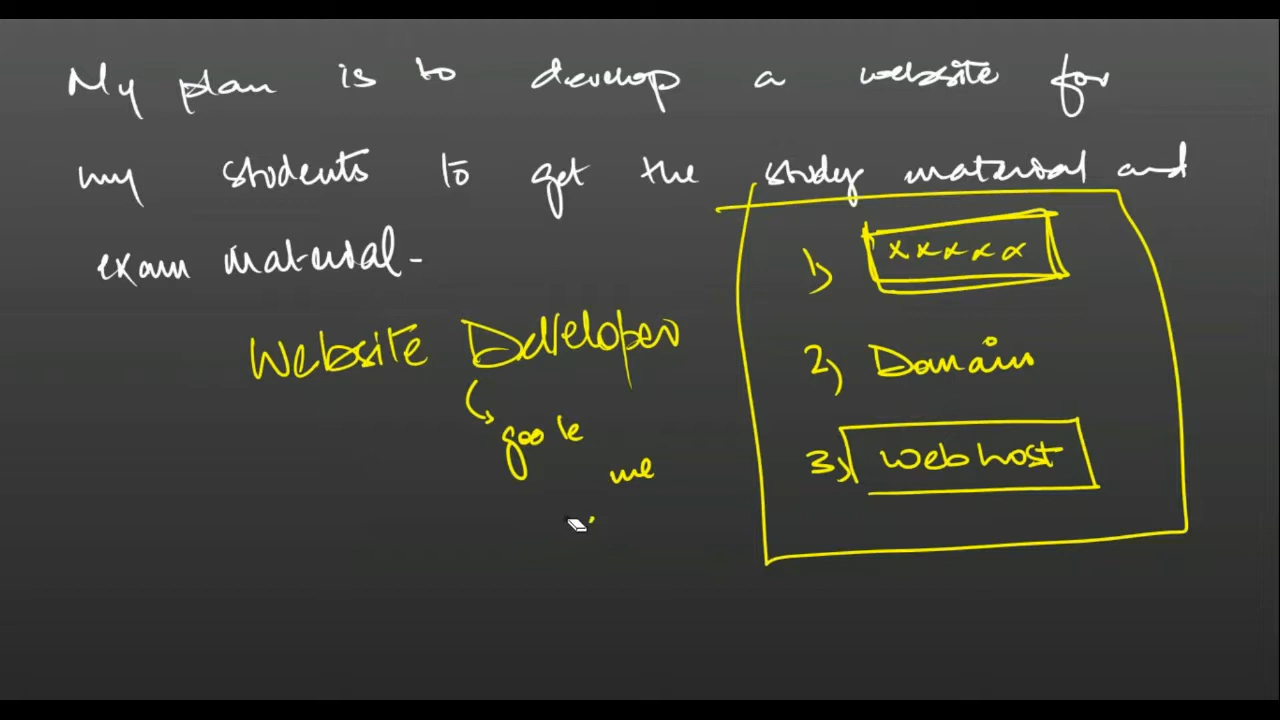 My plan is to develop a website for
my students to get the study material and
exam material.
Website Developer
google
me
1) xxxxx
2) Domain
3) webhost